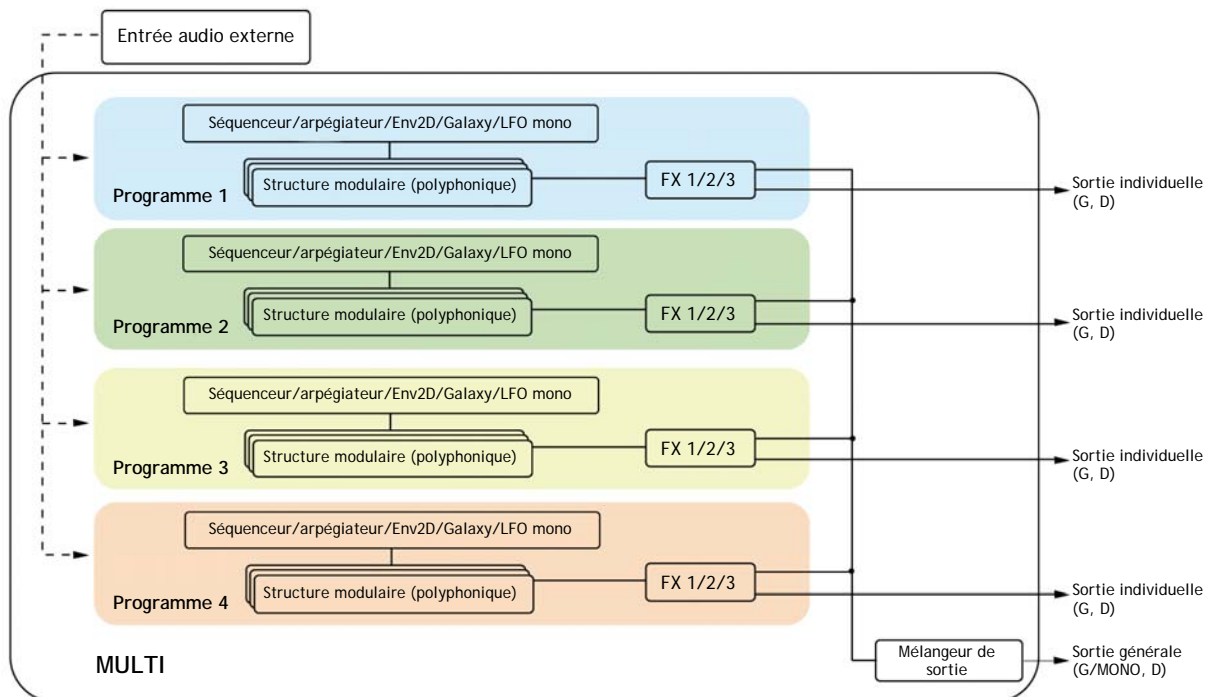 Entrée audio externe
Séquenceur/arpégiateur/Env2D/Galaxy/LFO mono
Structure modulaire (polyphonique)
FX 1/2/3
Programme 1
Sortie individuelle
(G, D)
Séquenceur/arpégiateur/Env2D/Galaxy/LFO mono
Structure modulaire (polyphonique)
FX 1/2/3
Programme 2
Sortie individuelle
(G, D)
Séquenceur/arpégiateur/Env2D/Galaxy/LFO mono
Structure modulaire (polyphonique)
FX 1/2/3
Programme 3
Sortie individuelle
(G, D)
Séquenceur/arpégiateur/Env2D/Galaxy/LFO mono
Structure modulaire (polyphonique)
FX 1/2/3
Programme 4
Sortie individuelle
(G, D)
MULTI
Mélangeur de
sortie
Sortie générale
(G/MONO, D)